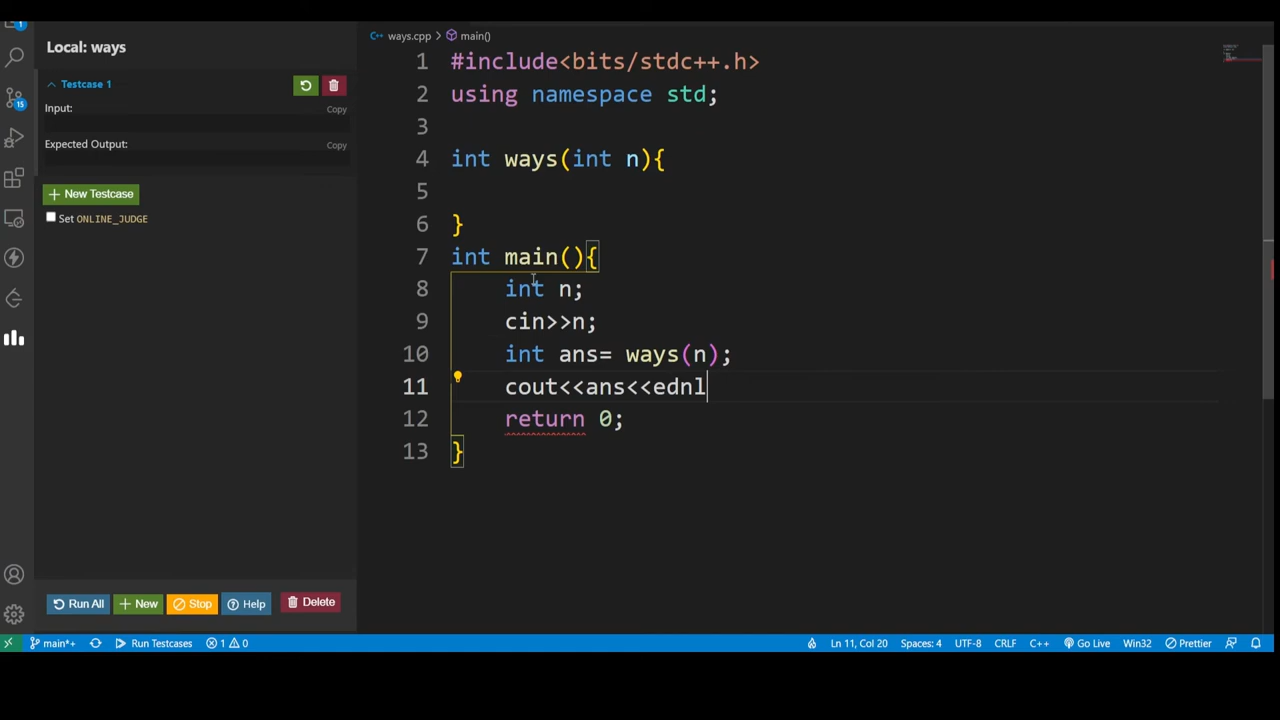 1
15
Local: ways
Testcase 1
Input:
Copy
Expected Output:
Copy
+ New Testcase
Set ONLINE_JUDGE
Run All
+ New
Stop
Help
Delete
ways.cpp > main()
1 #include<bits/stdc++.h>
2 using namespace std;
3
4 int ways(int n){
5
6 }
7 int main(){
8 int n;
9 cin>>n;
10 int ans= ways(n);
11 cout<<ans<<ednl
12 return 0;
13 }
main*+ Run Testcases 1 0 Ln 11, Col 20 Spaces: 4 UTF-8 CRLF C++ Go Live Win32 Prettier